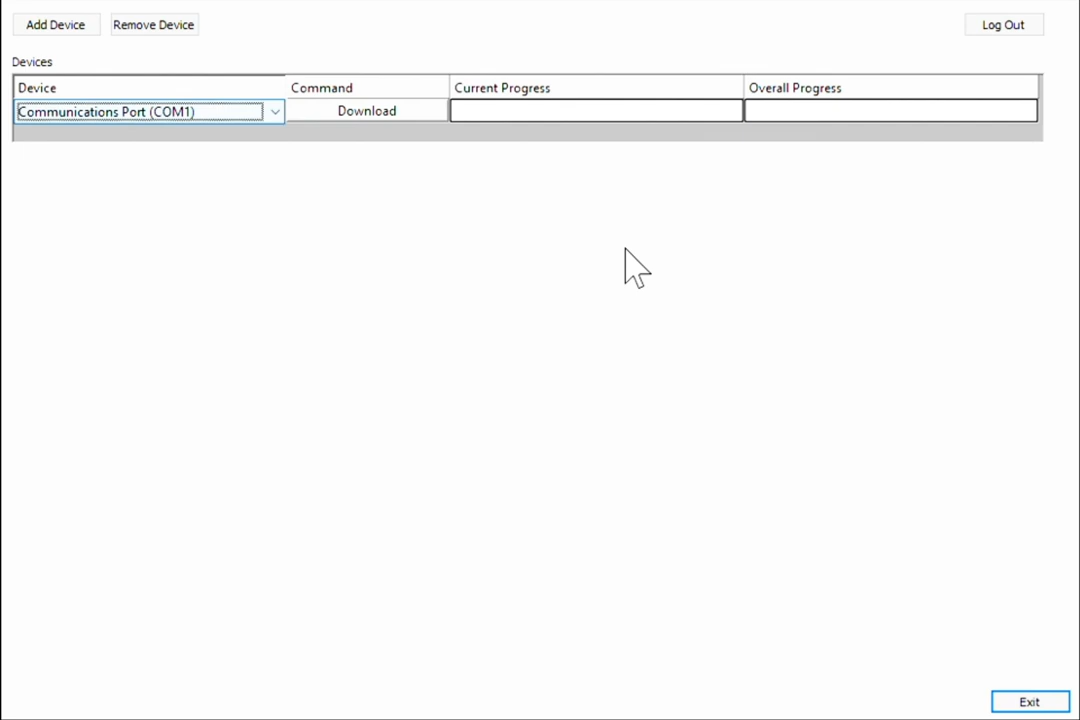 Add Device Remove Device Log Out
Devices
Device Command Current Progress Overall Progress
Communications Port (COM1) Download
Exit